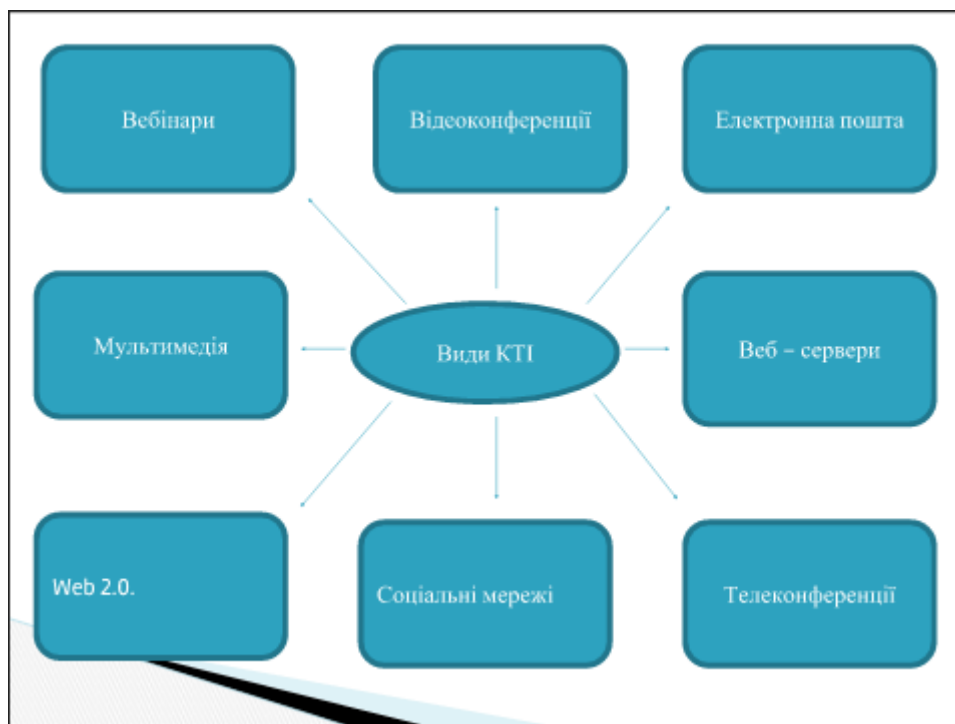 Вебінари
Відеоконференції
Електронна пошта
Мультимедія
Види КТІ
Веб – сервери
Web 2.0.
Соціальні мережі
Телеконференції